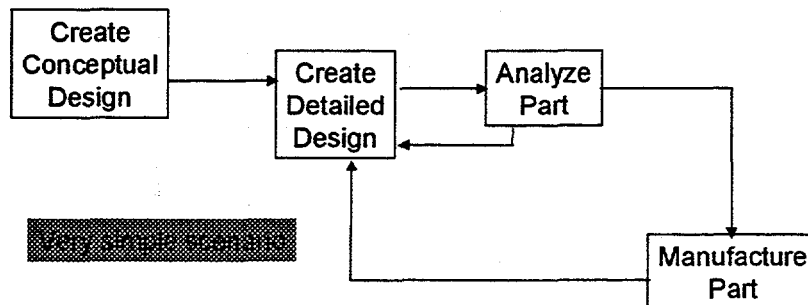 Create
Conceptual
Design
Create
Detailed
Design
Analyze
Part
Very simple scenario
Manufacture
Part